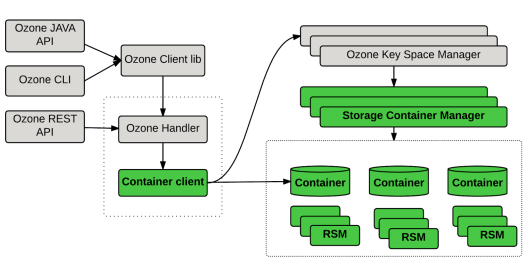 Ozone JAVA
API
Ozone CLI
Ozone REST
API
Ozone Client lib
Ozone Handler
Container client
Ozone Key Space Manager
Storage Container Manager
Container
Container
Container
RSM
RSM
RSM